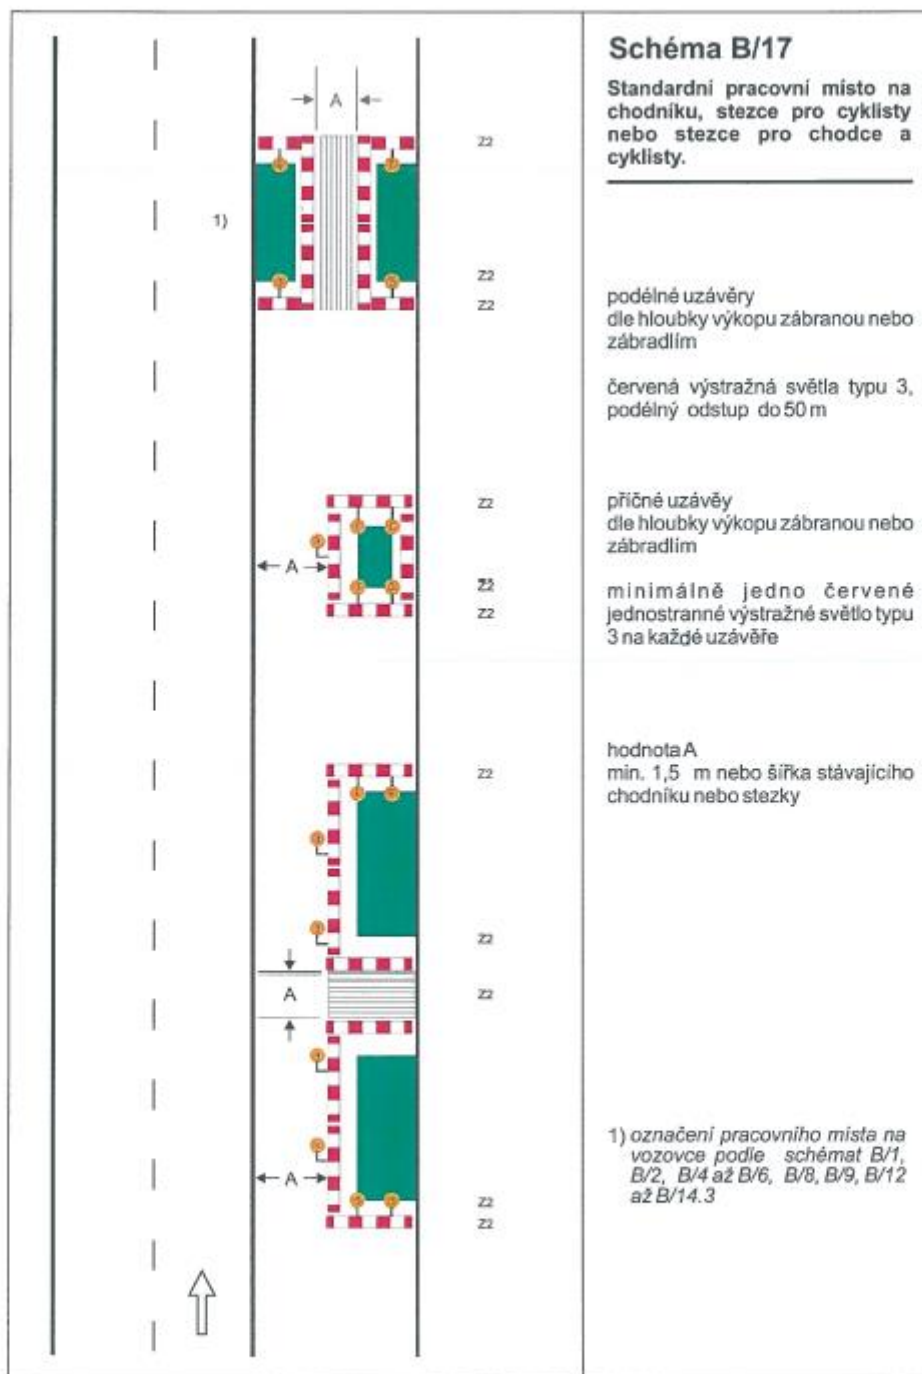 Schéma B/17
Standardní pracovní místo na
chodníku, stezce pro cyklisty
nebo stezce pro chodce a
cyklisty.
A
Z2
1)
Z2
Z2
podélné uzávěry
dle hloubky výkopu zábranou nebo
zábradlím
červená výstražná světla typu 3,
podélný odstup do 50 m
Z2
příčné uzávěy
dle hloubky výkopu zábranou nebo
zábradlím
A
Z2
Z2
minimálně jedno červené
jednostranné výstražné světlo typu
3 na každé uzávěře
Z2
hodnota A
min. 1,5 m nebo šířka stávajícího
chodníku nebo stezky
Z2
A
Z2
1) označení pracovního místa na
vozovce podle schémat B/1,
B/2, B/4 až B/6, B/8, B/9, B/12
až B/14.3
A
Z2
Z2